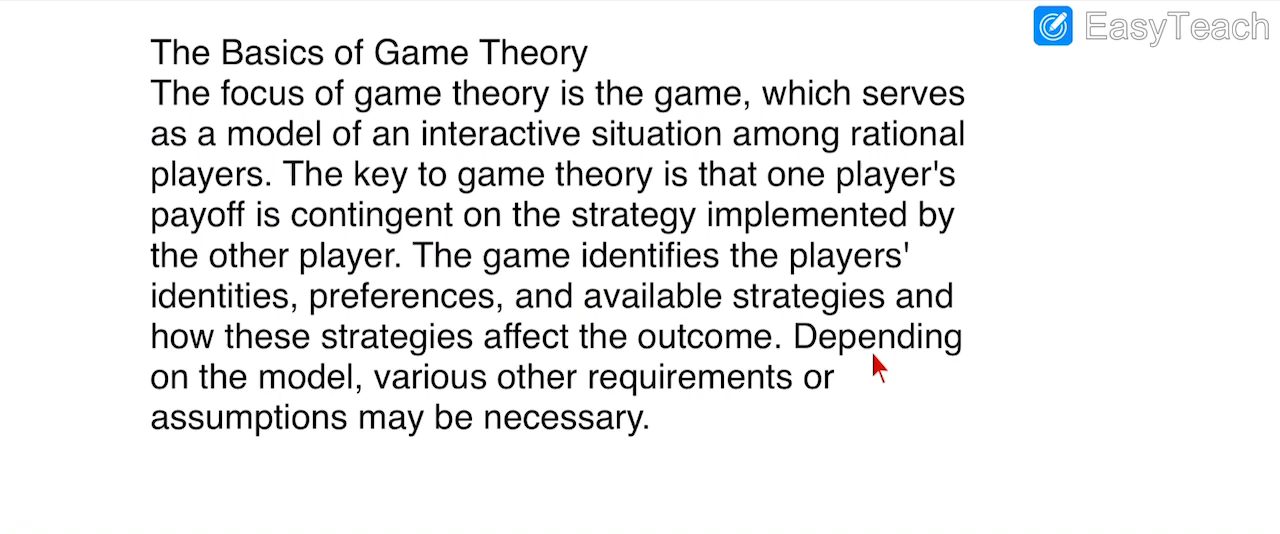 EasyTeach
The Basics of Game Theory
The focus of game theory is the game, which serves
as a model of an interactive situation among rational
players. The key to game theory is that one player's
payoff is contingent on the strategy implemented by
the other player. The game identifies the players'
identities, preferences, and available strategies and
how these strategies affect the outcome. Depending
on the model, various other requirements or
assumptions may be necessary.